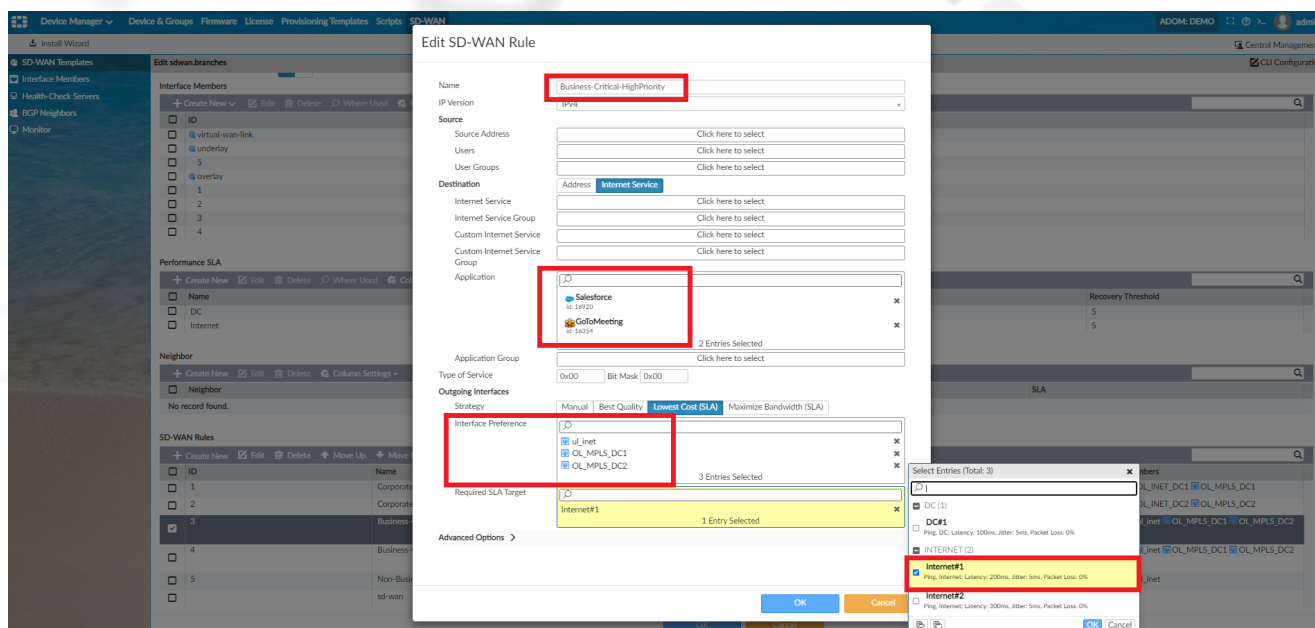 Device Manager
Device & Groups Firmware License Provisioning Templates Scripts SD-WAN
ADOM: DEMO
admi
Install Wizard
Central Managemen
SD-WAN Templates
Interface Members
Health-Check Servers
BGP Neighbors
Monitor
Edit sdwan.branches
CLI Configurati
Interface Members
Create New Edit Delete Where Used
ID
virtual-wan-link
underlay
5
overlay
1
2
3
4
Performance SLA
Create New Edit Delete Where Used Col
Name
Recovery Threshold
DC
5
Internet
5
Neighbor
Create New Edit Delete Column Settings
Neighbor
SLA
No record found.
SD-WAN Rules
Create New Edit Delete Move Up Move
ID Name
mbers
1 Corporate
OL_INET_DC1 OL_MPLS_DC1
2 Corporate
L_INET_DC2 OL_MPLS_DC2
3 Business-
l_inet OL_MPLS_DC1 OL_MPLS_DC2
4 Business-
l_inet OL_MPLS_DC1 OL_MPLS_DC2
5 Non-Busi
l_inet
sd-wan
Edit SD-WAN Rule
Name Business-Critical-HighPriority
IP Version IPv4
Source
Source Address Click here to select
Users Click here to select
User Groups Click here to select
Destination Address Internet Service
Internet Service Click here to select
Internet Service Group Click here to select
Custom Internet Service Click here to select
Custom Internet Service Group Click here to select
Application
Salesforce
id: 16920
GoToMeeting
id: 16354
2 Entries Selected
Application Group Click here to select
Type of Service 0x00 Bit Mask 0x00
Outgoing Interfaces
Strategy Manual Best Quality Lowest Cost (SLA) Maximize Bandwidth (SLA)
Interface Preference
ul_inet
OL_MPLS_DC1
OL_MPLS_DC2
3 Entries Selected
Required SLA Target
Internet#1
1 Entry Selected
Advanced Options >
OK Cancel
Select Entries (Total: 3)
DC (1)
DC#1
Ping, DC; Latency: 100ms, Jitter: 5ms, Packet Loss: 0%
INTERNET (2)
Internet#1
Ping, Internet; Latency: 200ms, Jitter: 5ms, Packet Loss: 0%
Internet#2
Ping, Internet; Latency: 300ms, Jitter: 5ms, Packet Loss: 0%
OK Cancel
OK Cancel